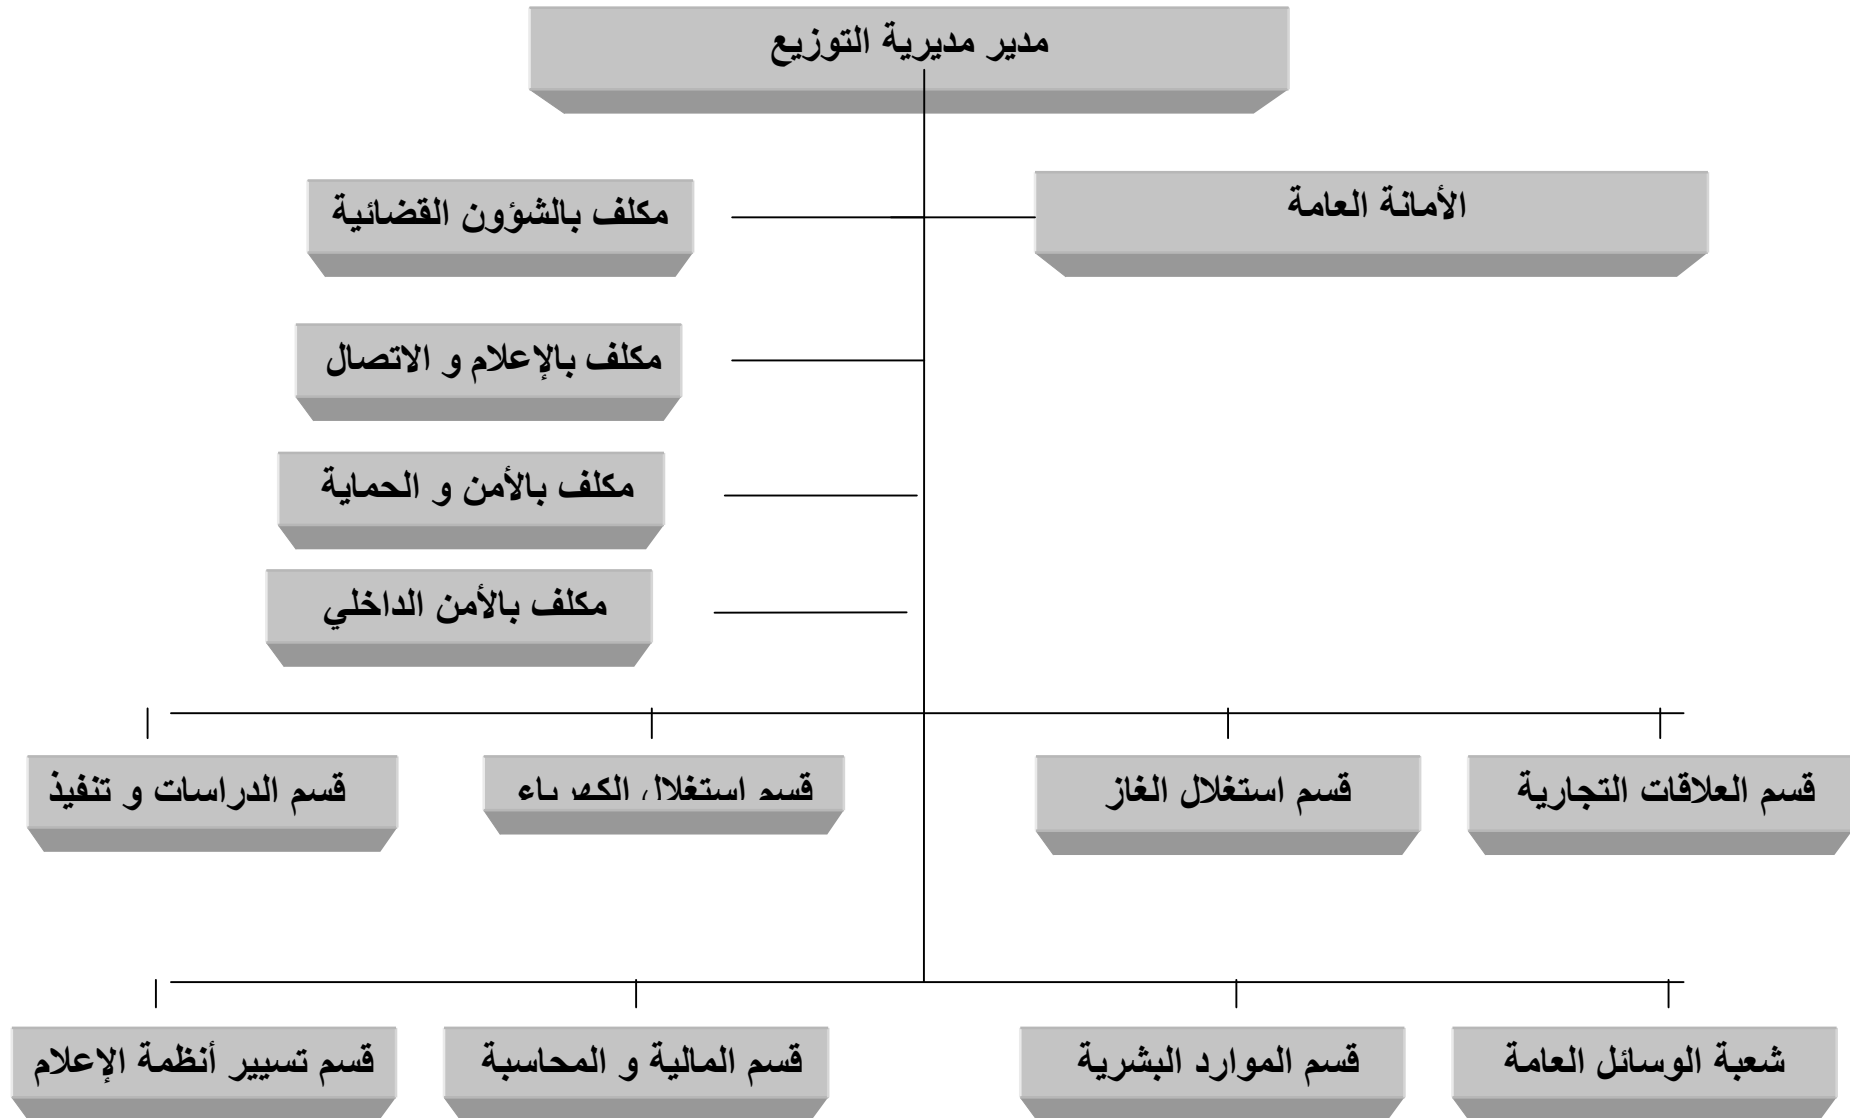 مدير مديرية التوزيع
الأمانة العامة
مكلف بالشؤون القضائية
مكلف بالإعلام و الاتصال
مكلف بالأمن و الحماية
مكلف بالأمن الداخلي
قسم العلاقات التجارية
قسم استغلال الغاز
قسم استغلال الكهرباء
قسم الدراسات و تنفيذ
شعبة الوسائل العامة
قسم الموارد البشرية
قسم المالية و المحاسبة
قسم تسيير أنظمة الإعلام